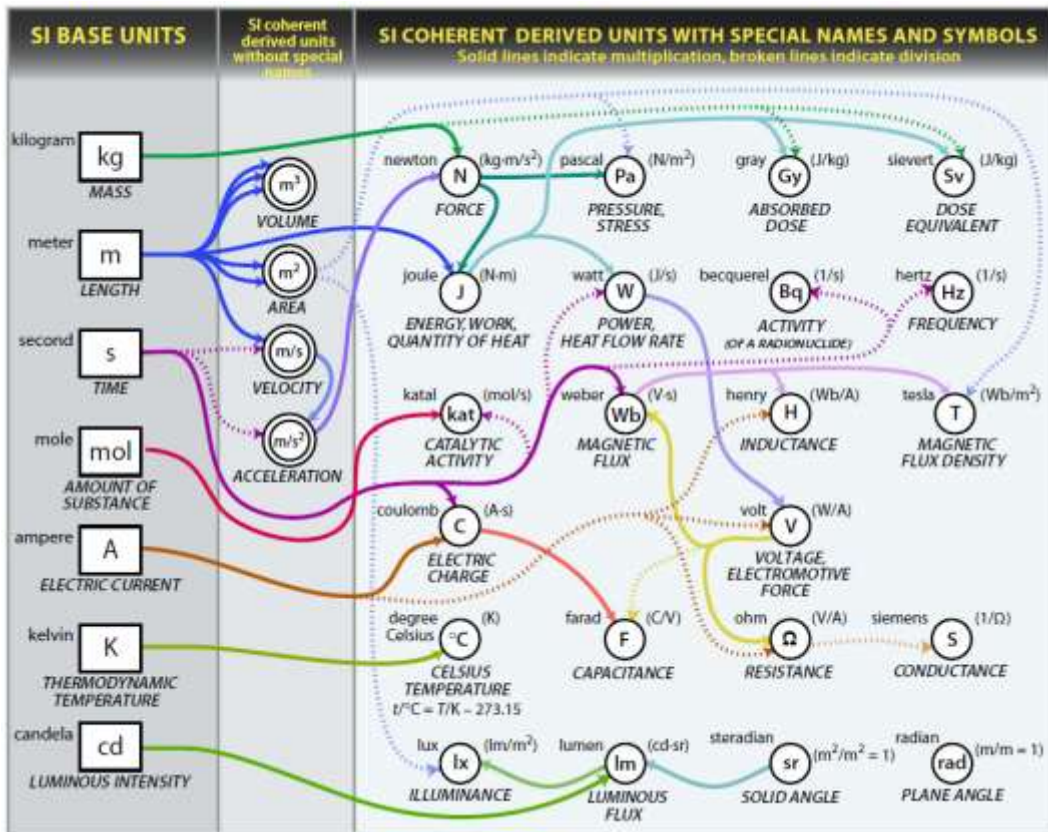 SI BASE UNITS
SI coherent
derived units
without special
names
SI COHERENT DERIVED UNITS WITH SPECIAL NAMES AND SYMBOLS
Solid lines indicate multiplication, broken lines indicate division
kilogram
kg
MASS
meter
m
LENGTH
second
s
TIME
mole
mol
AMOUNT OF
SUBSTANCE
ampere
A
ELECTRIC CURRENT
kelvin
K
THERMODYNAMIC
TEMPERATURE
candela
cd
LUMINOUS INTENSITY
m³
VOLUME
m²
AREA
m/s
VELOCITY
m/s²
ACCELERATION
newton
N
(kg·m/s²)
FORCE
pascal
Pa
(N/m²)
PRESSURE,
STRESS
gray
Gy
(J/kg)
ABSORBED
DOSE
sievert
Sv
(J/kg)
DOSE
EQUIVALENT
joule
J
(N·m)
ENERGY, WORK,
QUANTITY OF HEAT
watt
W
(J/s)
POWER,
HEAT FLOW RATE
becquerel
Bq
(1/s)
ACTIVITY
(OF A RADIONUCLIDE)
hertz
Hz
(1/s)
FREQUENCY
katal
kat
(mol/s)
CATALYTIC
ACTIVITY
weber
Wb
(V·s)
MAGNETIC
FLUX
henry
H
(Wb/A)
INDUCTANCE
tesla
T
(Wb/m²)
MAGNETIC
FLUX DENSITY
coulomb
C
(A·s)
ELECTRIC
CHARGE
volt
V
(W/A)
VOLTAGE,
ELECTROMOTIVE
FORCE
degree
Celsius
°C
(K)
CELSIUS
TEMPERATURE
t/°C = T/K – 273.15
farad
F
(C/V)
CAPACITANCE
ohm
Ω
(V/A)
RESISTANCE
siemens
S
(1/Ω)
CONDUCTANCE
lux
lx
(lm/m²)
ILLUMINANCE
lumen
lm
(cd·sr)
LUMINOUS
FLUX
steradian
sr
(m²/m² = 1)
SOLID ANGLE
radian
rad
(m/m = 1)
PLANE ANGLE